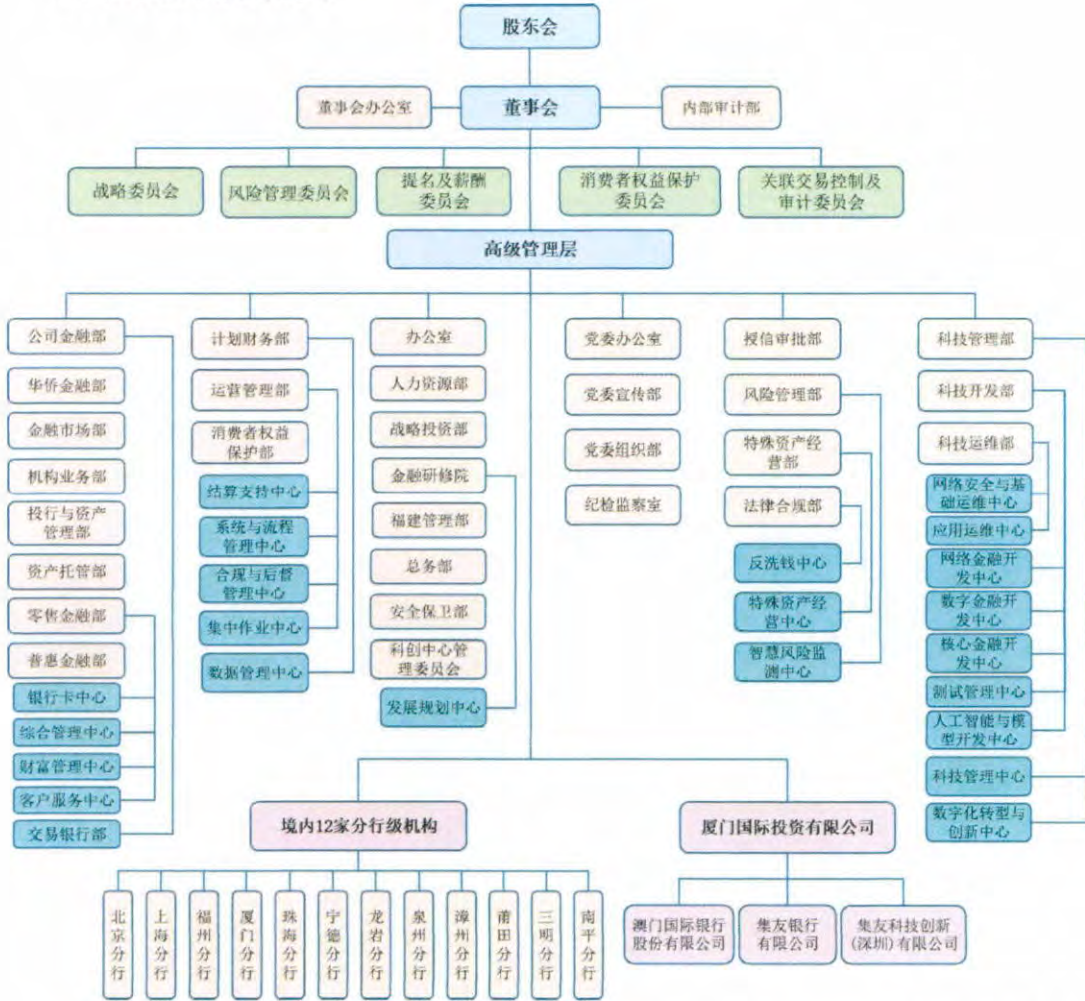 股东会
董事会办公室
董事会
内部审计部
战略委员会
风险管理委员会
提名及薪酬
委员会
消费者权益保护
委员会
关联交易控制及
审计委员会
高级管理层
公司金融部
华侨金融部
金融市场部
机构业务部
投行与资产
管理部
资产托管部
零售金融部
普惠金融部
银行卡中心
综合管理中心
财富管理中心
客户服务中心
交易银行部
计划财务部
运营管理部
消费者权益
保护部
结算支持中心
系统与流程
管理中心
合规与后督
管理中心
集中作业中心
数据管理中心
办公室
人力资源部
战略投资部
金融研修院
福建管理部
总务部
安全保卫部
科创中心管
理委员会
发展规划中心
党委办公室
党委宣传部
党委组织部
纪检监察室
授信审批部
风险管理部
特殊资产经
营部
法律合规部
反洗钱中心
特殊资产经
营中心
智慧风险监
测中心
科技管理部
科技开发部
科技运维部
网络安全与基
础运维中心
应用运维中心
网络金融开
发中心
数字金融开
发中心
核心金融开
发中心
测试管理中心
人工智能与模
型开发中心
科技管理中心
数字化转型与
创新中心
境内12家分行级机构
北京分行
上海分行
福州分行
厦门分行
珠海分行
宁德分行
龙岩分行
泉州分行
漳州分行
莆田分行
三明分行
南平分行
厦门国际投资有限公司
澳门国际银行
股份有限公司
集友银行
有限公司
集友科技创新
(深圳)有限公司